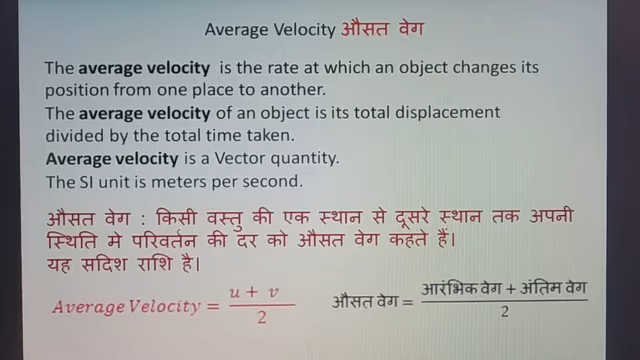 Average Velocity औसत वेग
The average velocity is the rate at which an object changes its
position from one place to another.
The average velocity of an object is its total displacement
divided by the total time taken.
Average velocity is a Vector quantity.
The SI unit is meters per second.
औसत वेग : किसी वस्तु की एक स्थान से दूसरे स्थान तक अपनी
स्थिति मे परिवर्तन की दर को औसत वेग कहते हैं।
यह सदिश राशि है।
Average Velocity = u + v / 2
औसत वेग = आरंभिक वेग + अंतिम वेग / 2